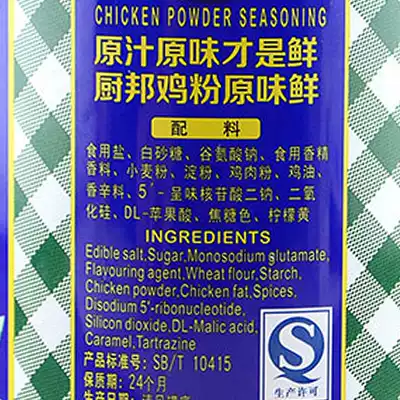 CHICKEN POWDER SEASONING
原汁原味才是鲜
厨邦鸡粉原味鲜
配 料
食用盐、白砂糖、谷氨酸钠、食用香精
香料、小麦粉、淀粉、鸡肉粉、鸡油、
香辛料、5′-呈味核苷酸二钠、二氧
化硅、DL-苹果酸、焦糖色、柠檬黄
INGREDIENTS
Edible salt,Sugar,Monosodium glutamate,
Flavouring agent,Wheat flour,Starch,
Chicken powder,Chicken fat,Spices,
Disodium 5'-ribonucleotide,
Silicon dioxide,DL-Malic acid,
Caramel,Tartrazine
产品标准号: SB/T 10415
保质期: 24个月
生产许可